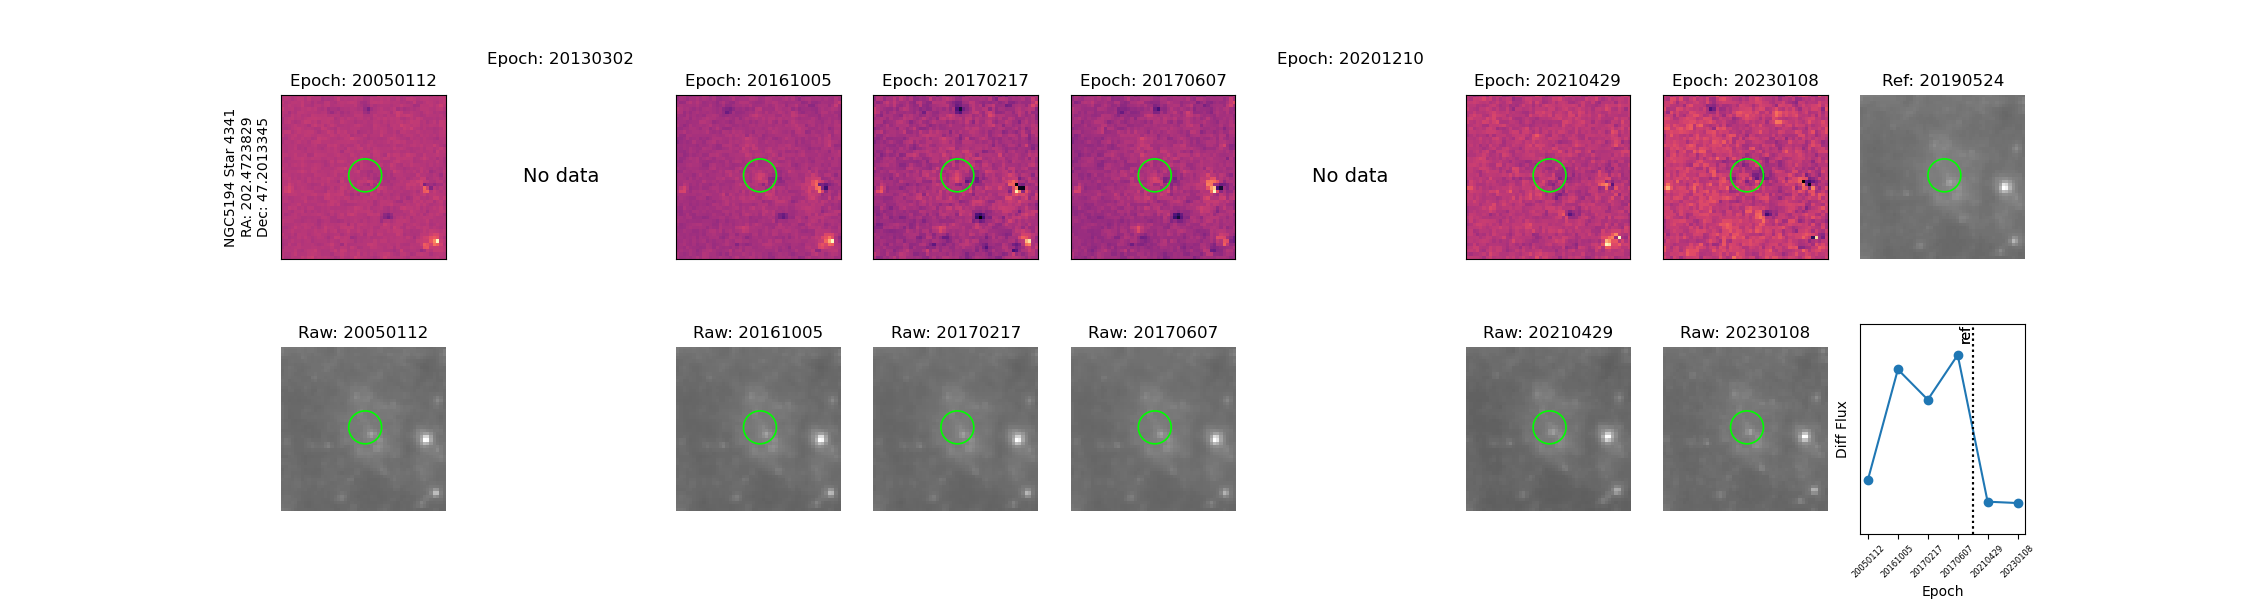 Epoch: 20130302
Epoch: 20201210
Epoch: 20050112
Epoch: 20161005
Epoch: 20170217
Epoch: 20170607
Epoch: 20210429
Epoch: 20230108
Ref: 20190524
NGC5194 Star 4341
RA: 202.4723829
Dec: 47.2013345
No data
No data
Raw: 20050112
Raw: 20161005
Raw: 20170217
Raw: 20170607
Raw: 20210429
Raw: 20230108
ref
Diff Flux
20050112
20161005
20170217
20170607
20210429
20230108
Epoch